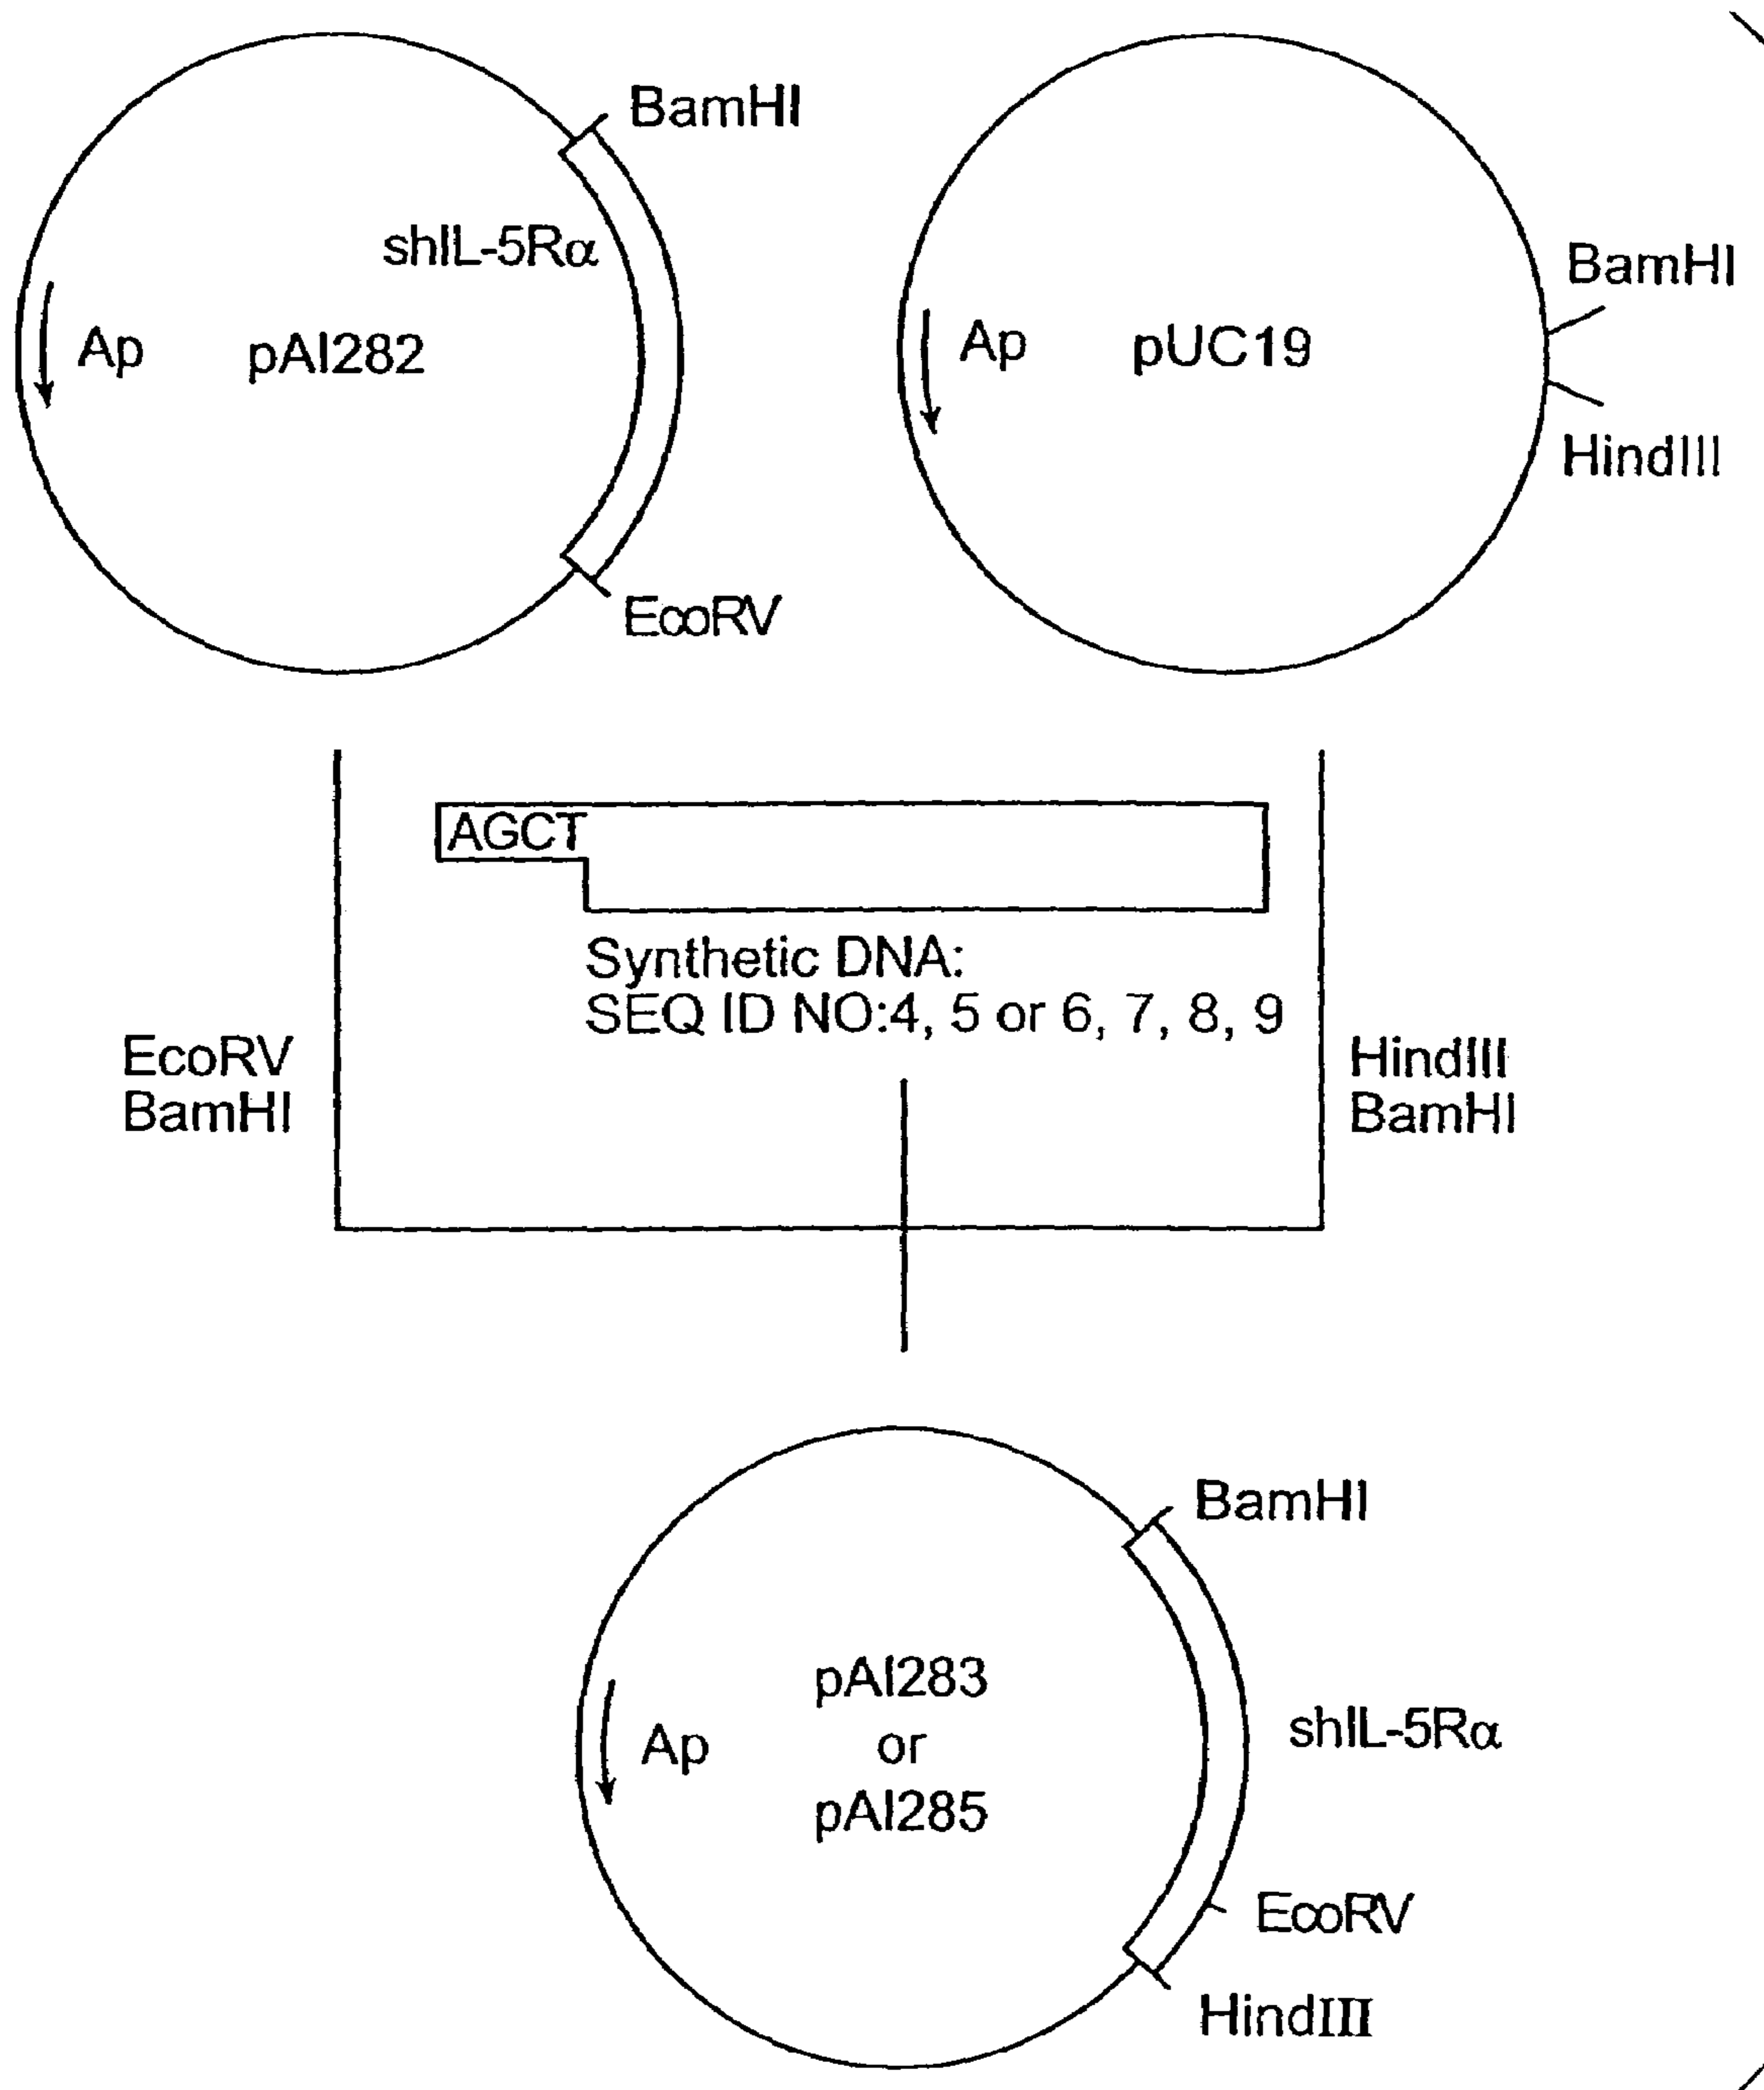 BamHI
shIL-5Rα
Ap
pAI282
EcoRV
BamHI
Ap
pUC19
HindIII
AGCT
Synthetic DNA:
SEQ ID NO:4, 5 or 6, 7, 8, 9
EcoRV
BamHI
HindIII
BamHI
BamHI
pAI283
or
pAI285
Ap
shIL-5Rα
EcoRV
HindIII